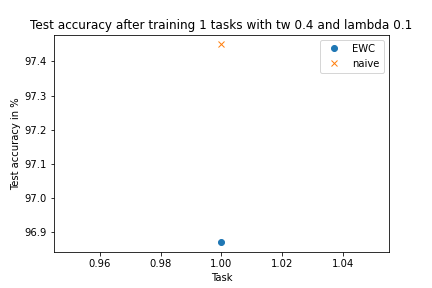 Test accuracy after training 1 tasks with tw 0.4 and lambda 0.1
EWC
naive
Test accuracy in %
97.4
97.3
97.2
97.1
97.0
96.9
0.96
0.98
1.00
1.02
1.04
Task